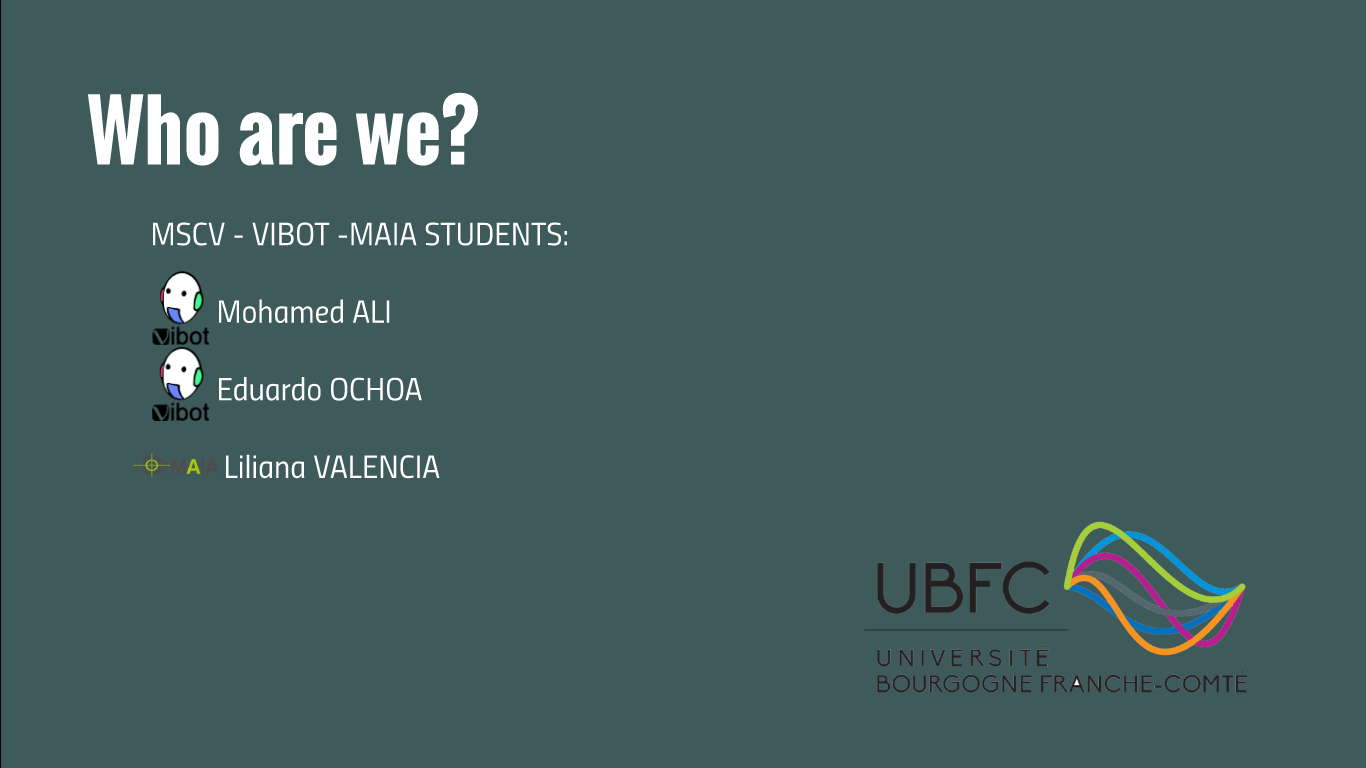 Who are we?
MSCV - VIBOT -MAIA STUDENTS:
Vibot
Mohamed ALI
Vibot
Eduardo OCHOA
MAIA Liliana VALENCIA
UBFC
UNIVERSITÉ
BOURGOGNE FRANCHE-COMTÉ